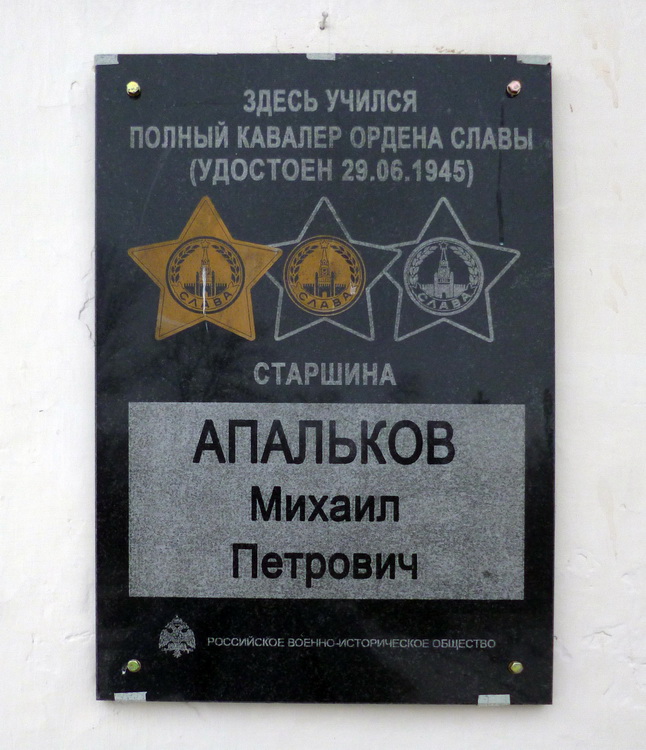 ЗДЕСЬ УЧИЛСЯ
ПОЛНЫЙ КАВАЛЕР ОРДЕНА СЛАВЫ
(УДОСТОЕН 29.06.1945)
СЛАВА СЛАВА СЛАВА
СТАРШИНА
АПАЛЬКОВ
Михаил
Петрович
РОССИЙСКОЕ ВОЕННО-ИСТОРИЧЕСКОЕ ОБЩЕСТВО